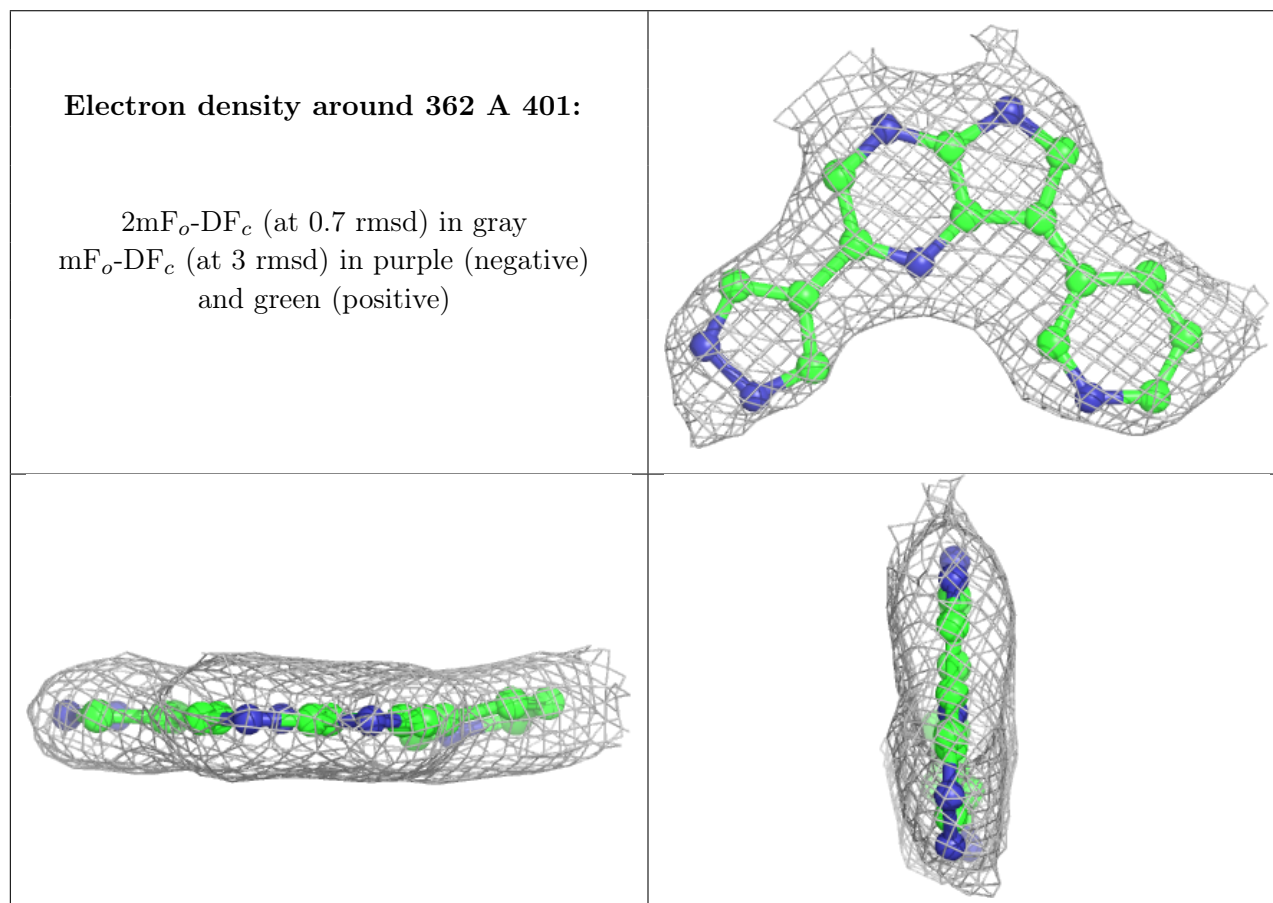 Electron density around 362 A 401:
2mFo-DFc (at 0.7 rmsd) in gray
mFo-DFc (at 3 rmsd) in purple (negative)
and green (positive)